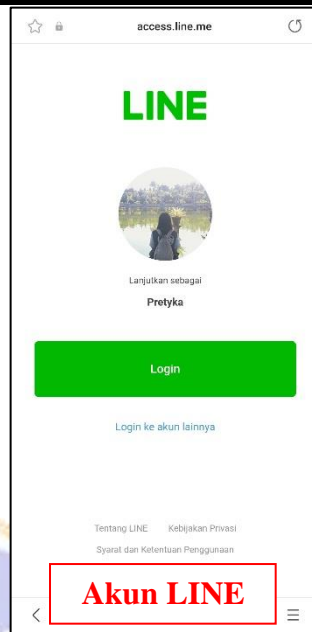 access.line.me
LINE
Lanjutkan sebagai
Pretyka
Login
Login ke akun lainnya
Tentang LINE Kebijakan Privasi
Syarat dan Ketentuan Penggunaan
Akun LINE